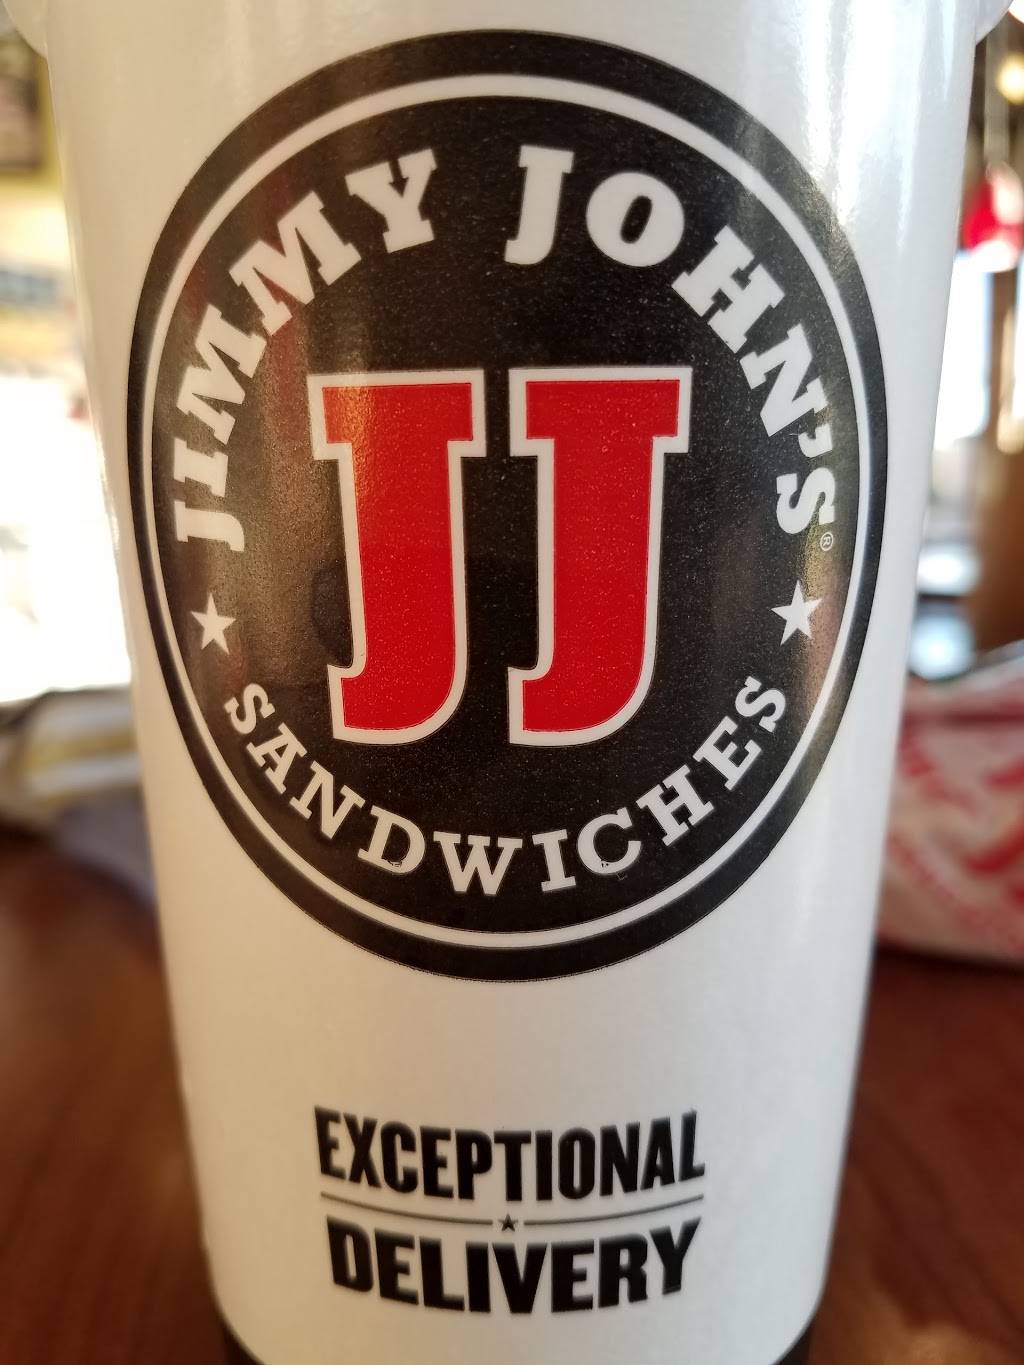 JIMMY JOHN'S®
JJ
★ SANDWICHES ★
EXCEPTIONAL
★
DELIVERY